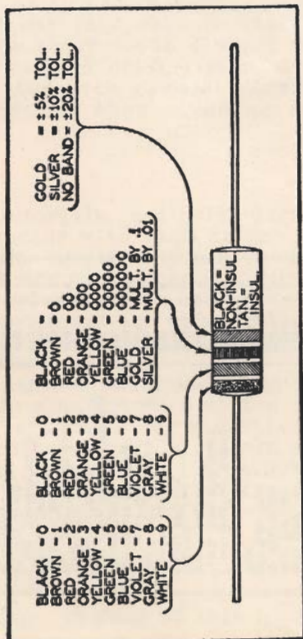 BLACK - 0
BROWN - 1
RED - 2
ORANGE - 3
YELLOW - 4
GREEN - 5
BLUE - 6
VIOLET - 7
GRAY - 8
WHITE - 9
BLACK - 0
BROWN - 1
RED - 2
ORANGE - 3
YELLOW - 4
GREEN - 5
BLUE - 6
VIOLET - 7
GRAY - 8
WHITE - 9
BLACK -
BROWN - 0
RED - 00
ORANGE - 000
YELLOW - 0000
GREEN - 00000
BLUE - 000000
GOLD - MULT. BY .1
SILVER - MULT. BY .01
GOLD = ±5% TOL.
SILVER = ±10% TOL.
NO BAND = ±20% TOL.
BLACK=
NON-INSUL.
TAN=
INSUL.